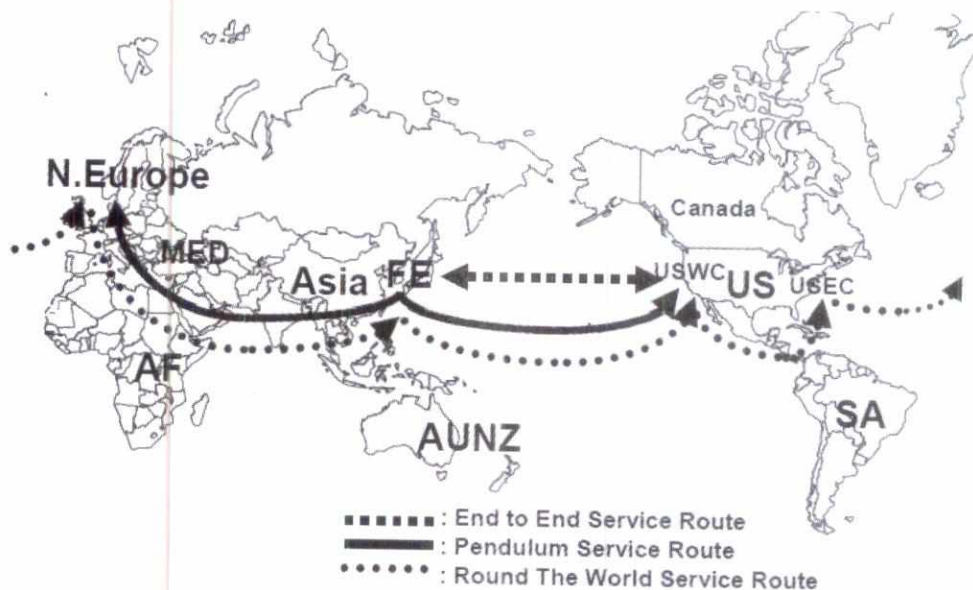 N.Europe
Canada
MED
Asia
FE
USWC
US
USEC
AF
SA
AUNZ
: End to End Service Route
: Pendulum Service Route
: Round The World Service Route